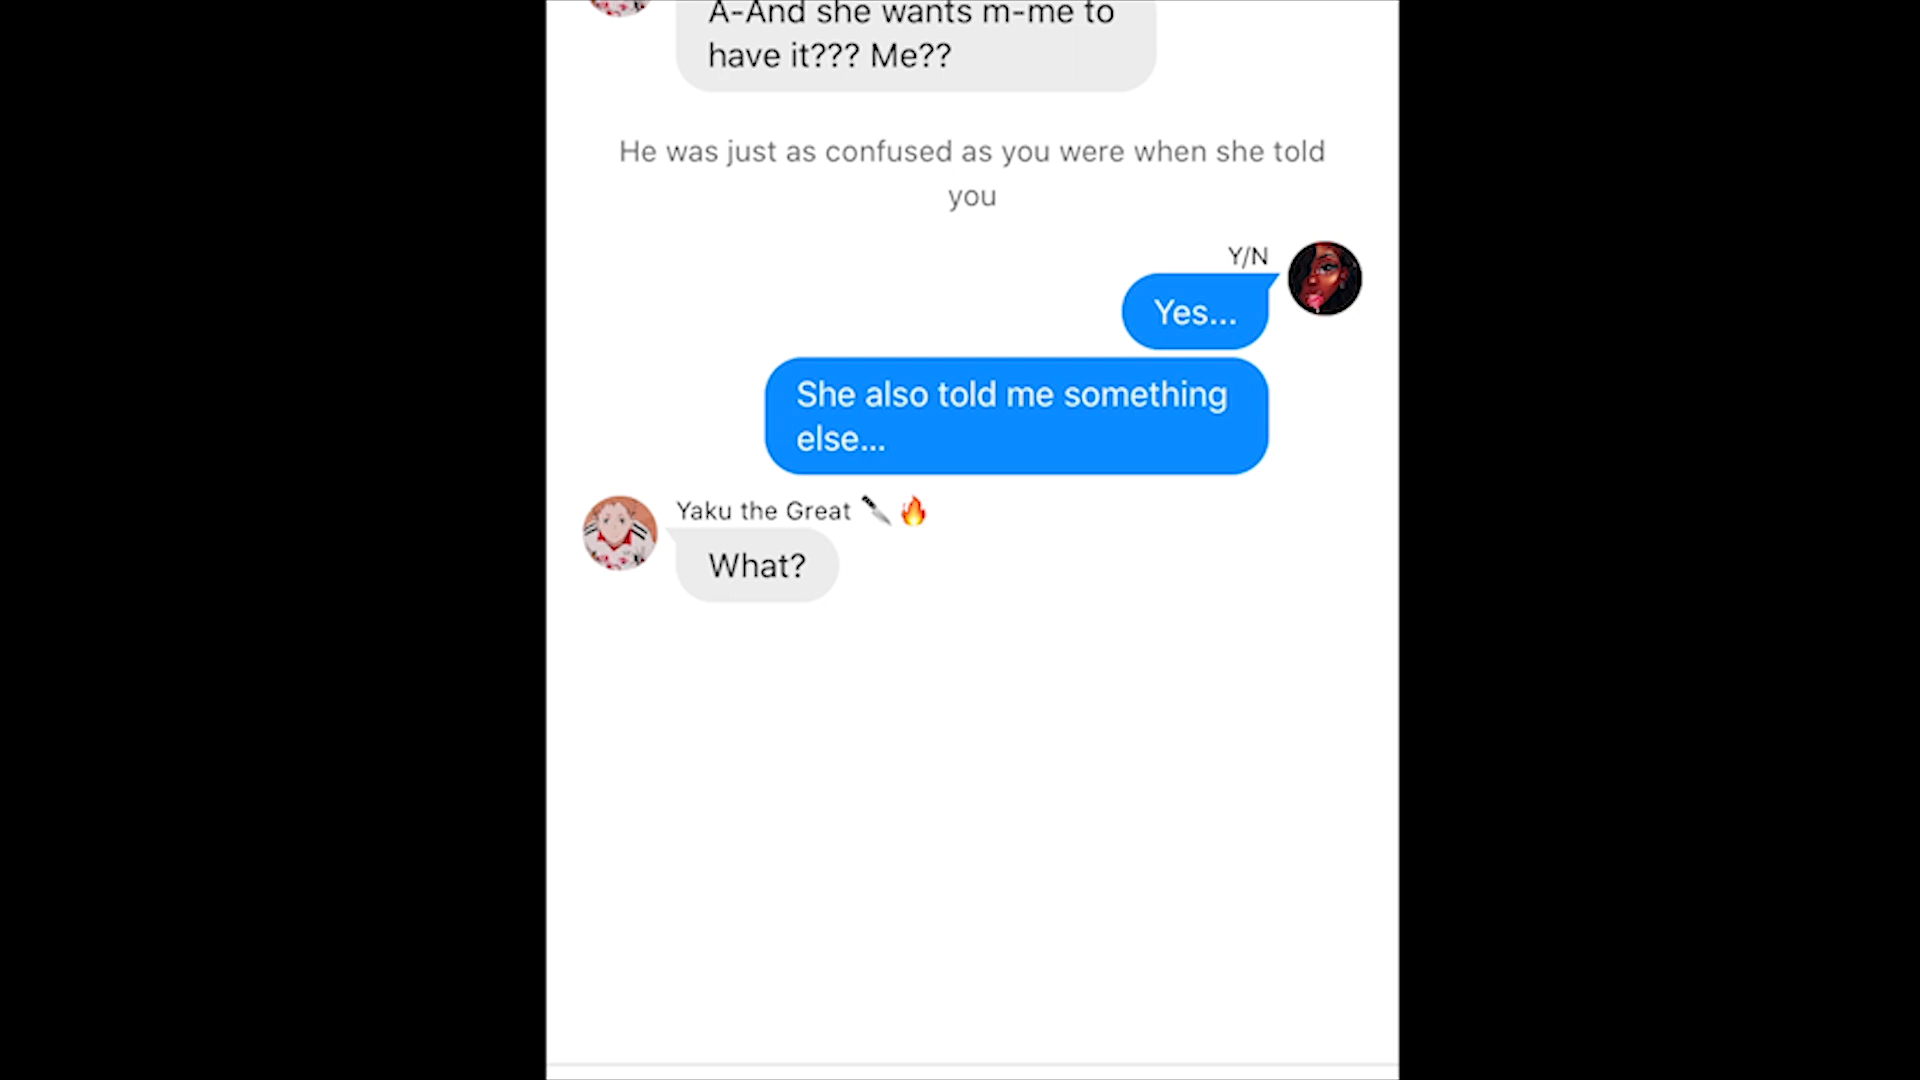 A-And she wants m-me to
have it??? Me??
He was just as confused as you were when she told
you
Y/N
Yes...
She also told me something
else...
Yaku the Great 🔪🔥
What?